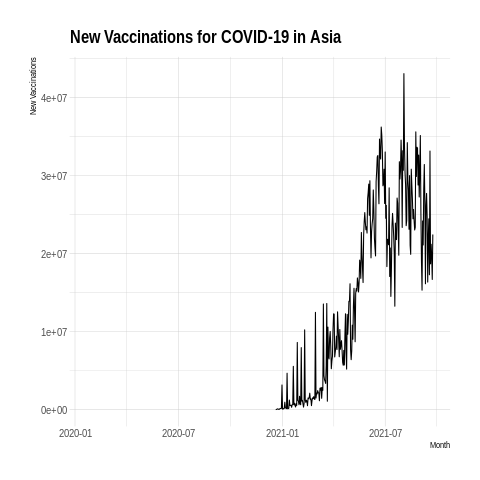 New Vaccinations for COVID-19 in Asia
New Vaccinations
4e+07
3e+07
2e+07
1e+07
0e+00
2020-01 2020-07 2021-01 2021-07
Month